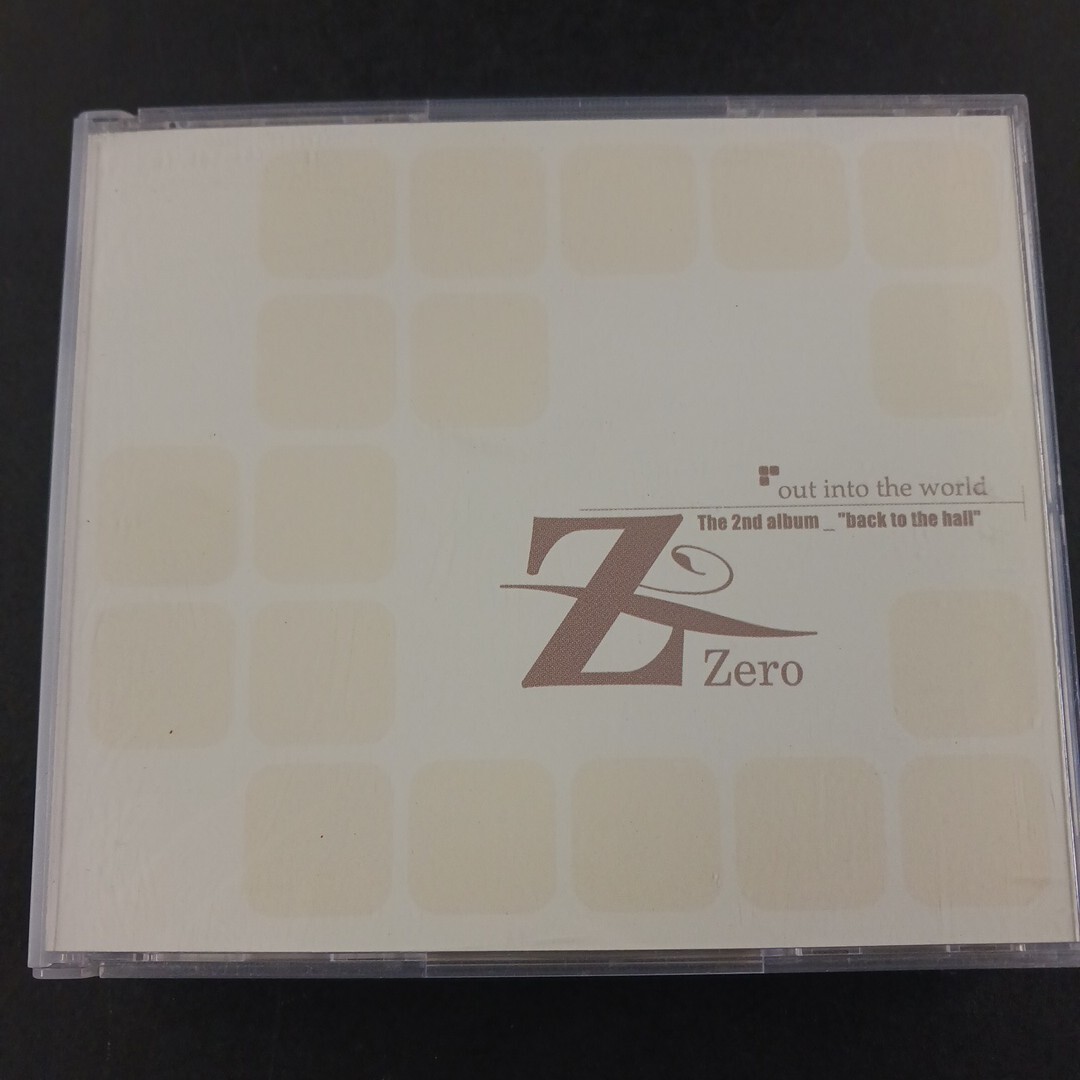 out into the world
The 2nd album _ "back to the hall"
Z
Zero